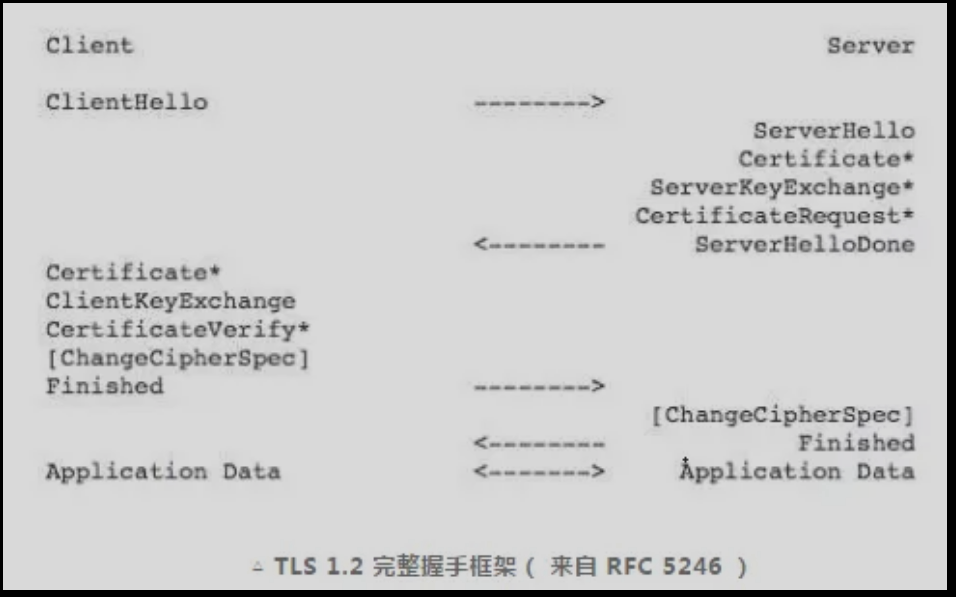 Client Server
ClientHello -------->
ServerHello
Certificate*
ServerKeyExchange*
CertificateRequest*
<-------- ServerHelloDone
Certificate*
ClientKeyExchange
CertificateVerify*
[ChangeCipherSpec]
Finished -------->
[ChangeCipherSpec]
<-------- Finished
Application Data <-------> Application Data
△ TLS 1.2 完整握手框架（ 来自 RFC 5246 ）